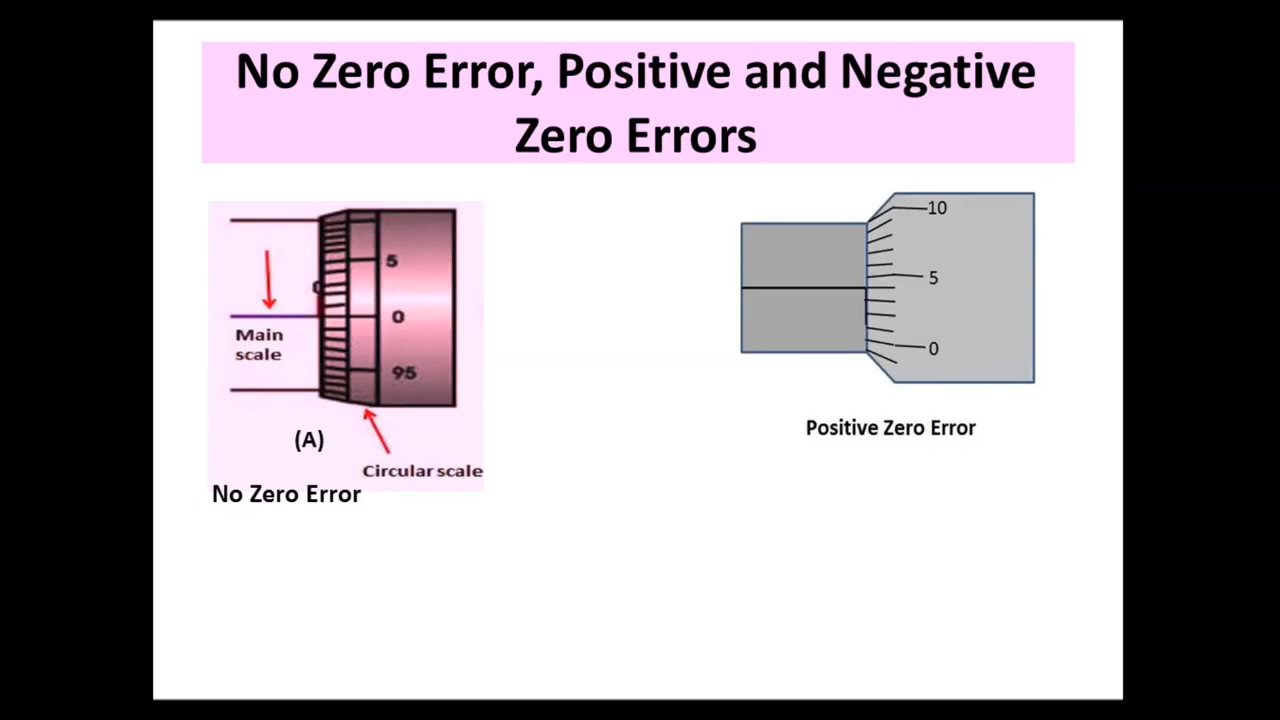 No Zero Error, Positive and Negative
Zero Errors
5
0
0
95
Main
scale
(A)
Circular scale
No Zero Error
10
5
0
Positive Zero Error